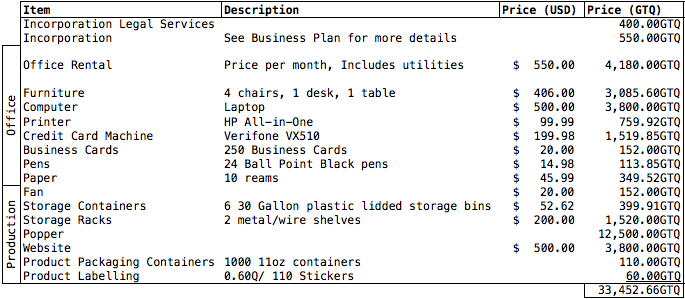 Item Description Price (USD) Price (GTQ)
Incorporation Legal Services 400.00GTQ
Incorporation See Business Plan for more details 550.00GTQ
Office
Office Rental Price per month, Includes utilities $ 550.00 4,180.00GTQ
Furniture 4 chairs, 1 desk, 1 table $ 406.00 3,085.60GTQ
Computer Laptop $ 500.00 3,800.00GTQ
Printer HP All-in-One $ 99.99 759.92GTQ
Credit Card Machine Verifone VX510 $ 199.98 1,519.85GTQ
Business Cards 250 Business Cards $ 20.00 152.00GTQ
Pens 24 Ball Point Black pens $ 14.98 113.85GTQ
Paper 10 reams $ 45.99 349.52GTQ
Production
Fan $ 20.00 152.00GTQ
Storage Containers 6 30 Gallon plastic lidded storage bins $ 52.62 399.91GTQ
Storage Racks 2 metal/wire shelves $ 200.00 1,520.00GTQ
Popper 12,500.00GTQ
Website $ 500.00 3,800.00GTQ
Product Packaging Containers 1000 11oz containers 110.00GTQ
Product Labelling 0.60Q/ 110 Stickers 60.00GTQ
33,452.66GTQ